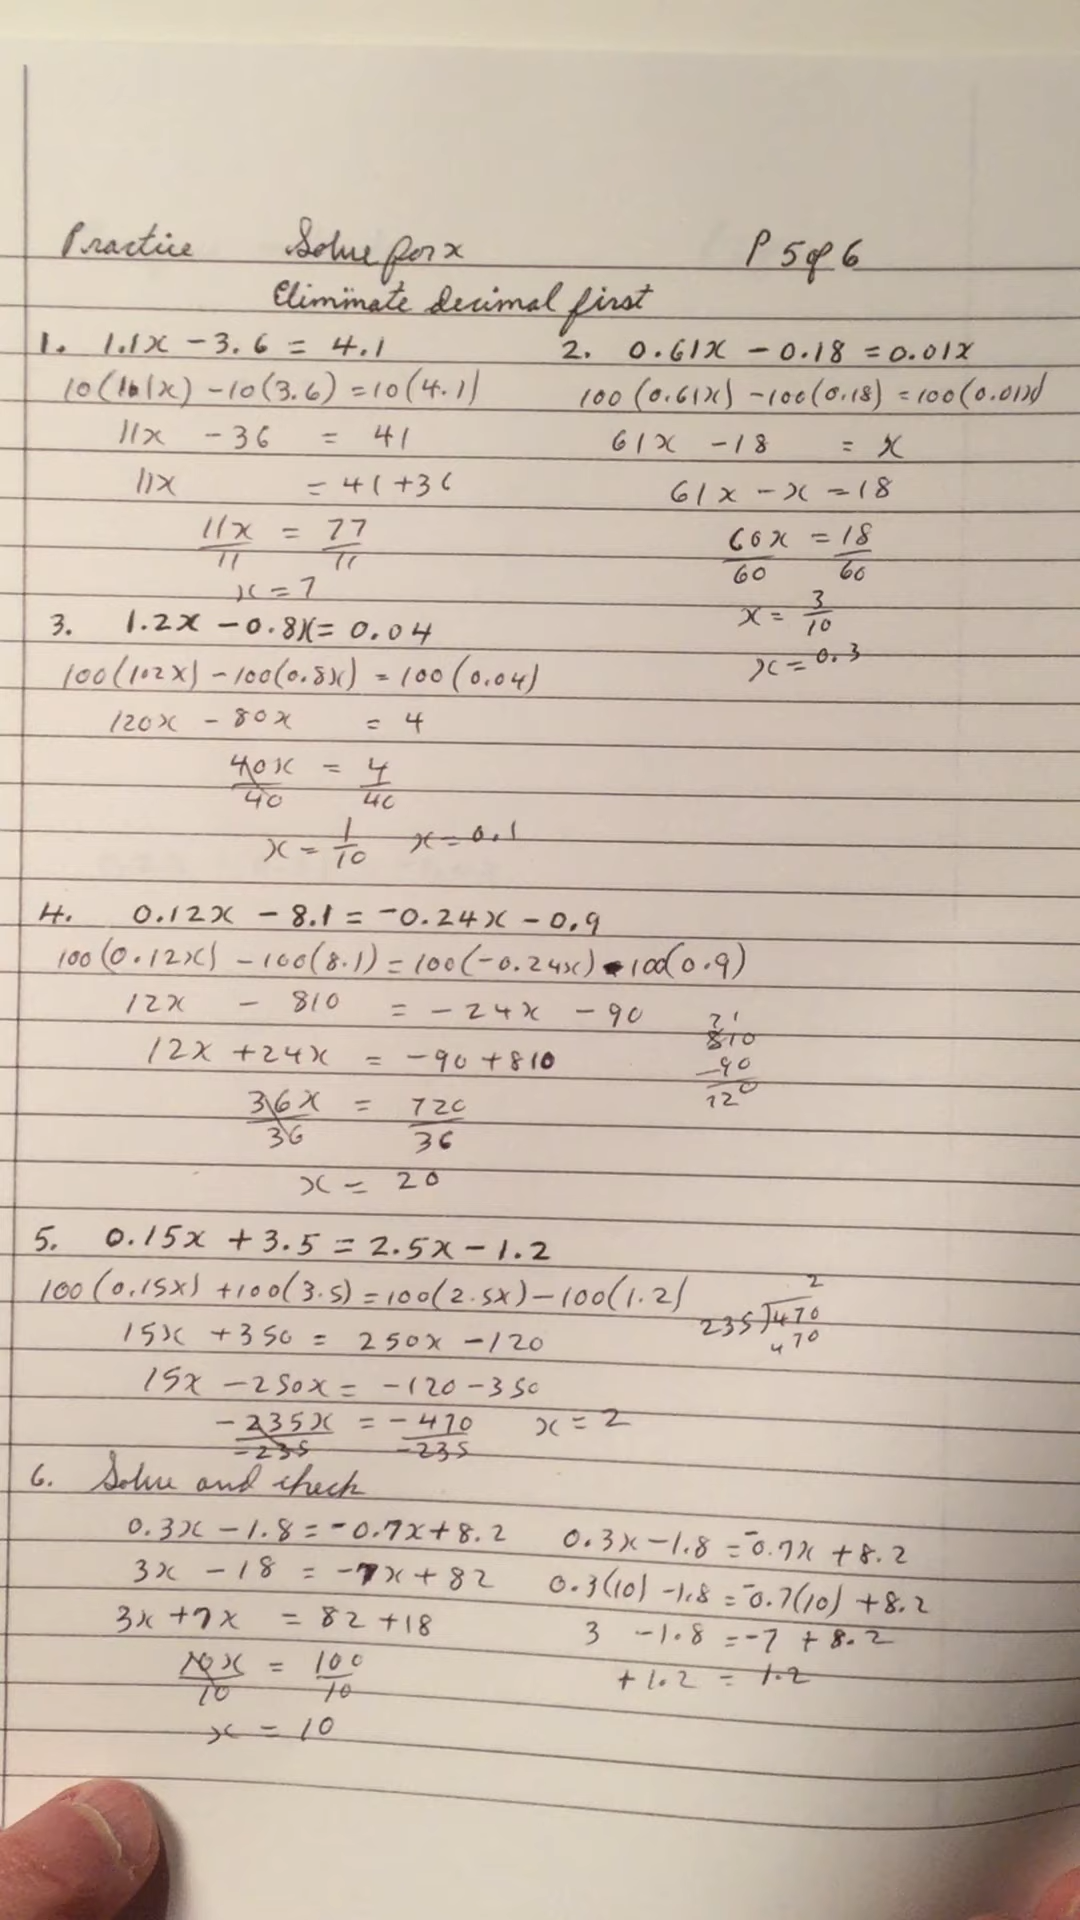 Practice Solve for x P 5 of 6
Eliminate decimal first
1. 1.1x - 3.6 = 4.1
10(1.1x) - 10(3.6) = 10(4.1)
11x - 36 = 41
11x = 41 + 36
11x/11 = 77/11
x = 7
2. 0.61x - 0.18 = 0.01x
100(0.61x) - 100(0.18) = 100(0.01x)
61x - 18 = x
61x - x = 18
60x/60 = 18/60
x = 3/10
x = 0.3
3. 1.2x - 0.8x = 0.04
100(1.2x) - 100(0.8x) = 100(0.04)
120x - 80x = 4
40x/40 = 4/40
x = 1/10 x = 0.1
4. 0.12x - 8.1 = -0.24x - 0.9
100(0.12x) - 100(8.1) = 100(-0.24x) - 100(0.9)
12x - 810 = -24x - 90
12x + 24x = -90 + 810
36x/36 = 720/36
x = 20
7 1
810
-90
720
5. 0.15x + 3.5 = 2.5x - 1.2
100(0.15x) + 100(3.5) = 100(2.5x) - 100(1.2)
15x + 350 = 250x - 120
15x - 250x = -120 - 350
-235x/-235 = -470/-235 x = 2
2
235)470
470
6. Solve and check
0.3x - 1.8 = -0.7x + 8.2
3x - 18 = -7x + 82
3x + 7x = 82 + 18
10x/10 = 100/10
x = 10
0.3x - 1.8 = -0.7x + 8.2
0.3(10) - 1.8 = -0.7(10) + 8.2
3 - 1.8 = -7 + 8.2
+1.2 = 1.2